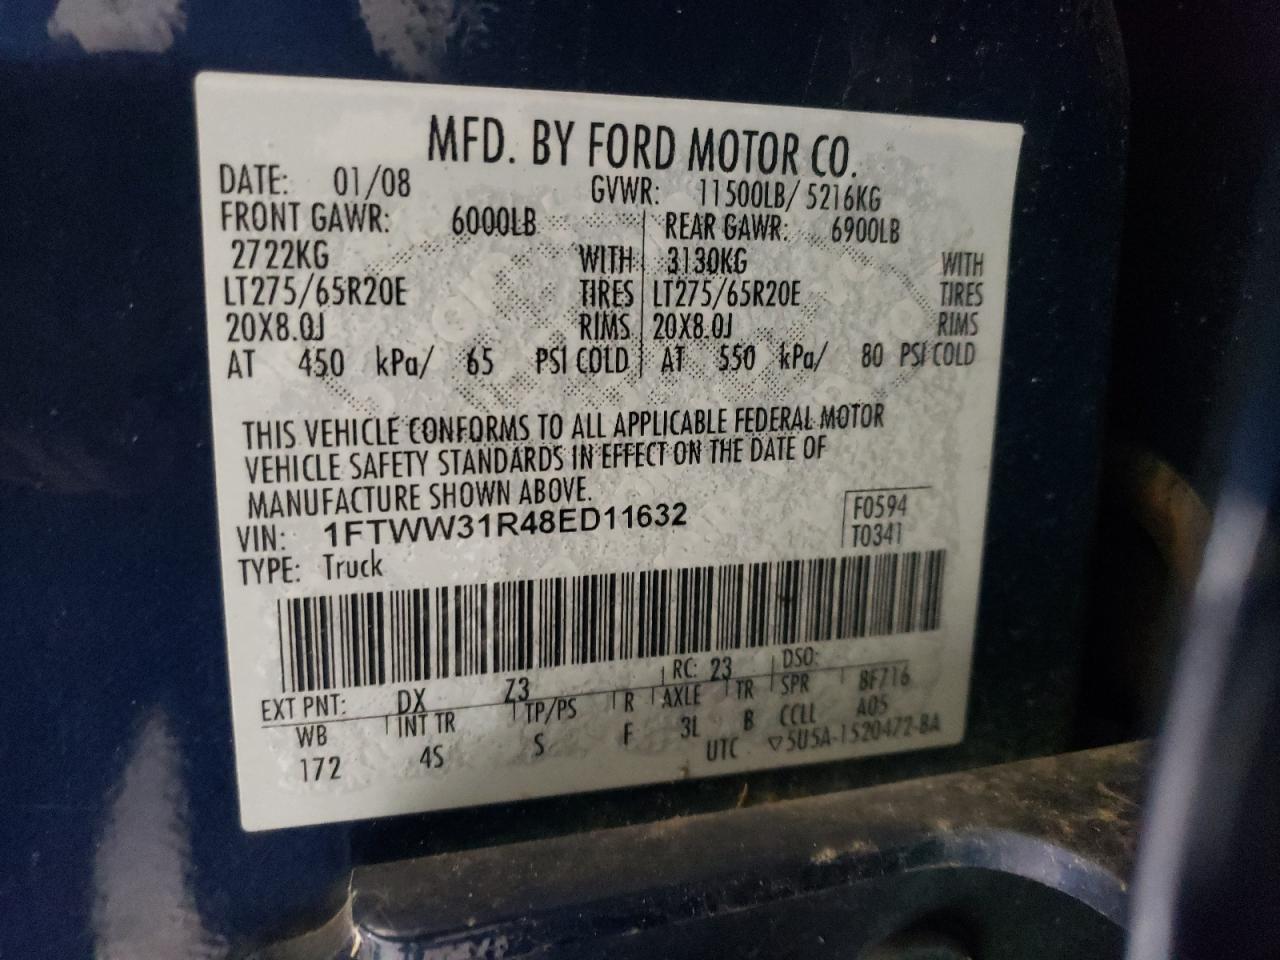 MFD. BY FORD MOTOR CO.
DATE: 01/08 GVWR: 11500LB/ 5216KG
FRONT GAWR: 6000LB REAR GAWR: 6900LB
2722KG WITH 3130KG WITH
LT275/65R20E TIRES LT275/65R20E TIRES
20X8.0J RIMS 20X8.0J RIMS
AT 450 kPa/ 65 PSI COLD AT 550 kPa/ 80 PSI COLD
THIS VEHICLE CONFORMS TO ALL APPLICABLE FEDERAL MOTOR
VEHICLE SAFETY STANDARDS IN EFFECT ON THE DATE OF
MANUFACTURE SHOWN ABOVE.
VIN: 1FTWW31R48ED11632
F0594
T0341
TYPE: Truck
EXT PNT: DX Z3 RC: 23 DSO:
WB INT TR TP/PS R AXLE TR SPR 8F716
172 4S S F 3L B CCLL A05
UTC ▽5U5A-1520472-BA